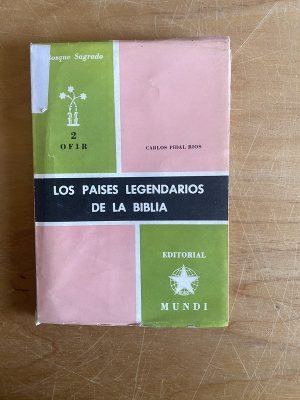 Bosque Sagrado
2
OFIR
CARLOS PIDAL RIOS
LOS PAISES LEGENDARIOS
DE LA BIBLIA
EDITORIAL
MUNDI